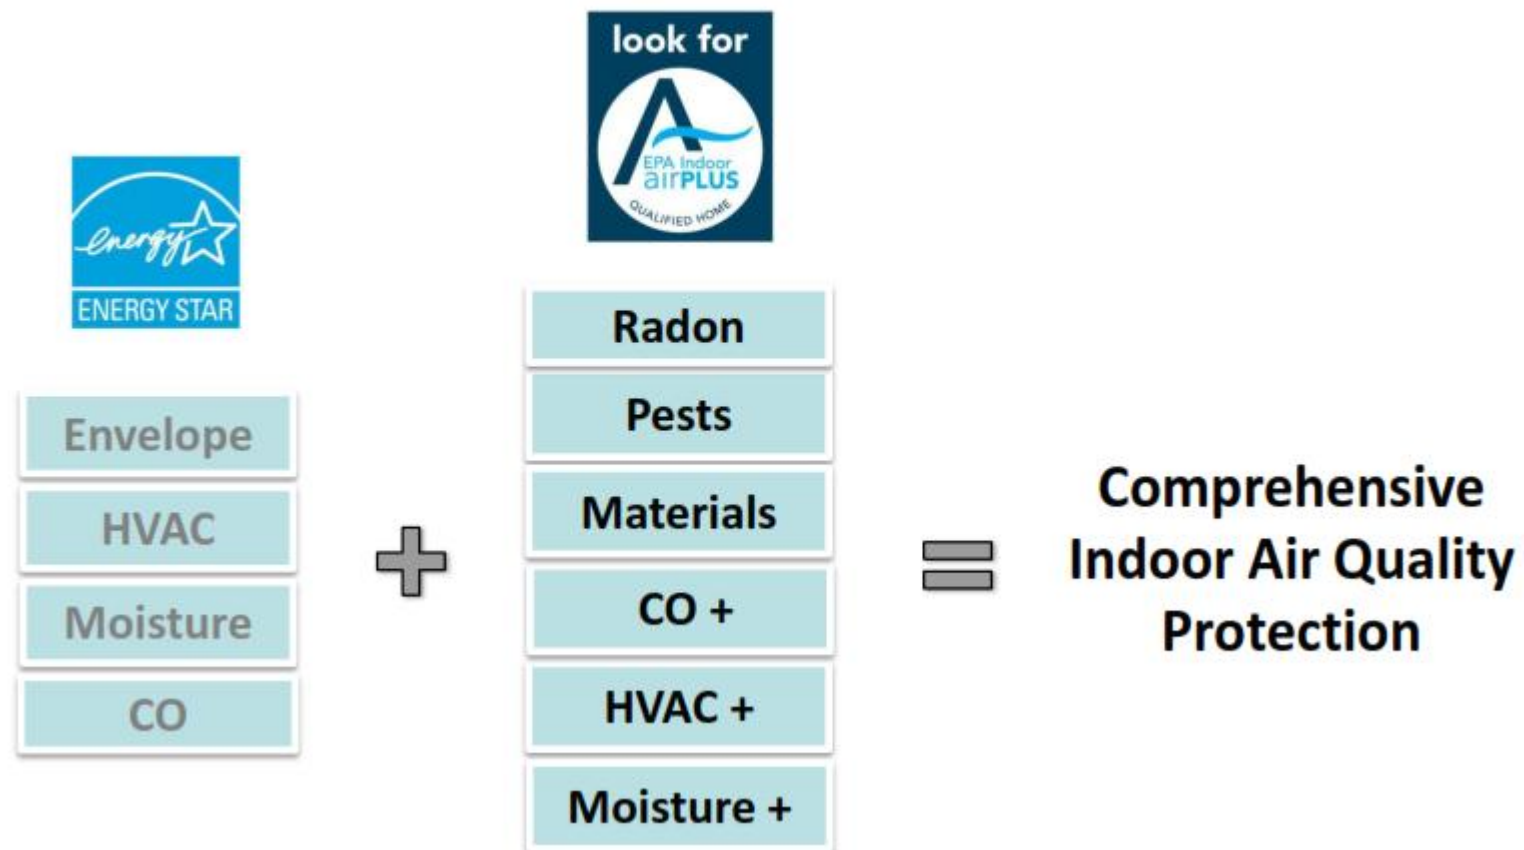 energy
ENERGY STAR
Envelope
HVAC
Moisture
CO
look for
EPA Indoor
airPLUS
QUALIFIED HOME
Radon
Pests
Materials
CO +
HVAC +
Moisture +
Comprehensive
Indoor Air Quality
Protection